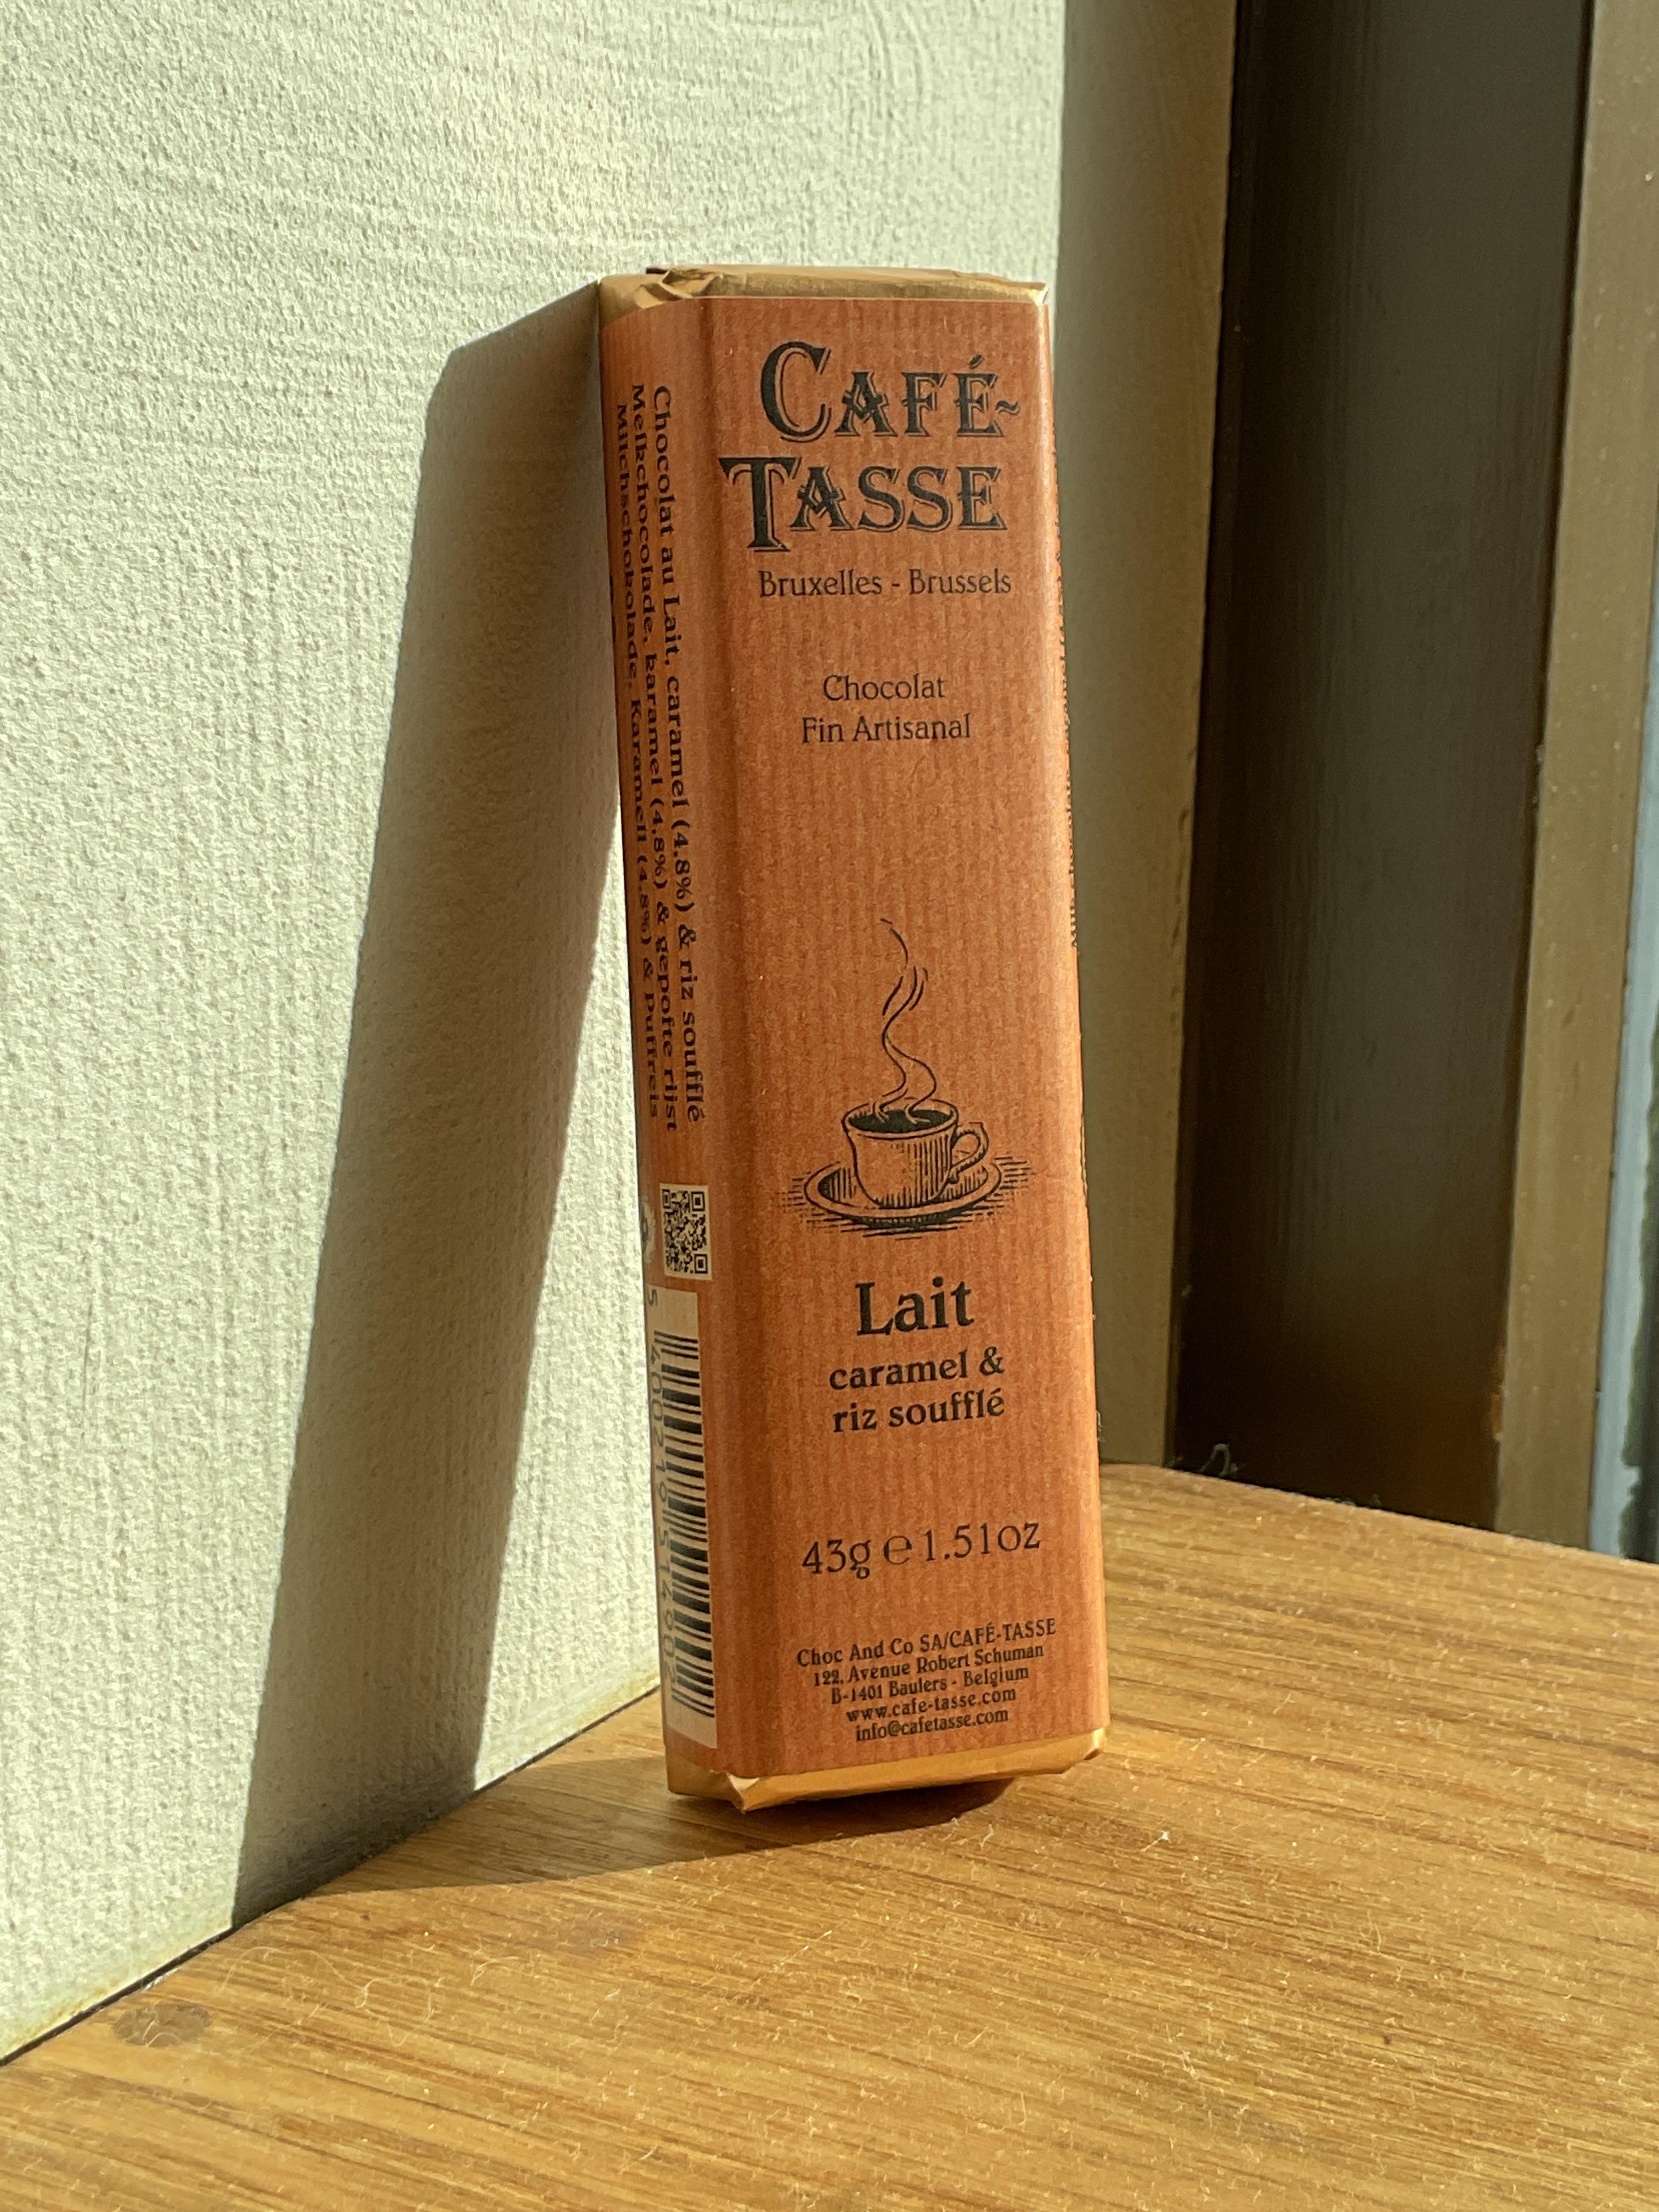 CAFÉ-
TASSE
Bruxelles - Brussels
Chocolat
Fin Artisanal
Lait
caramel &
riz soufflé
43g ℮ 1.51oz
Choc And Co SA/CAFÉ-TASSE
122, Avenue Robert Schuman
B-1401 Baulers - Belgium
www.cafe-tasse.com
info@cafetasse.com
Chocolat au Lait, caramel (4,8%) & riz soufflé
Melkchocolade, karamel (4,8%) & gepofte rijst
Milchschokolade, Karamell (4,8%) & Puffreis